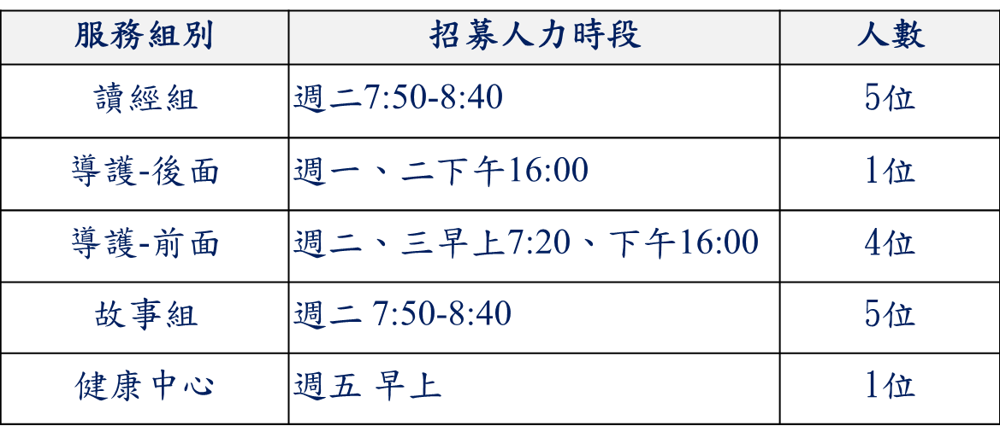 服務組別 招募人力時段 人數
讀經組 週二7:50-8:40 5位
導護-後面 週一、二下午16:00 1位
導護-前面 週二、三早上7:20、下午16:00 4位
故事組 週二 7:50-8:40 5位
健康中心 週五 早上 1位